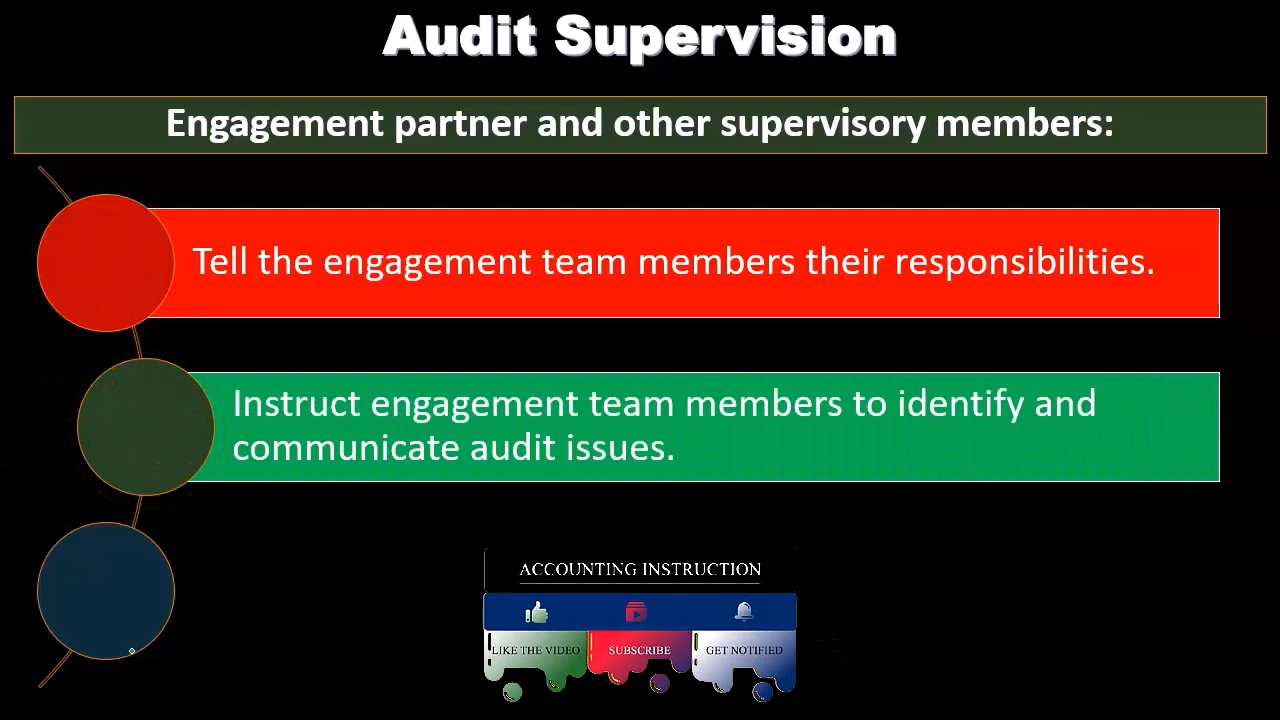 Audit Supervision
Engagement partner and other supervisory members:
Tell the engagement team members their responsibilities.
Instruct engagement team members to identify and
communicate audit issues.
ACCOUNTING INSTRUCTION
LIKE THE VIDEO
SUBSCRIBE
GET NOTIFIED